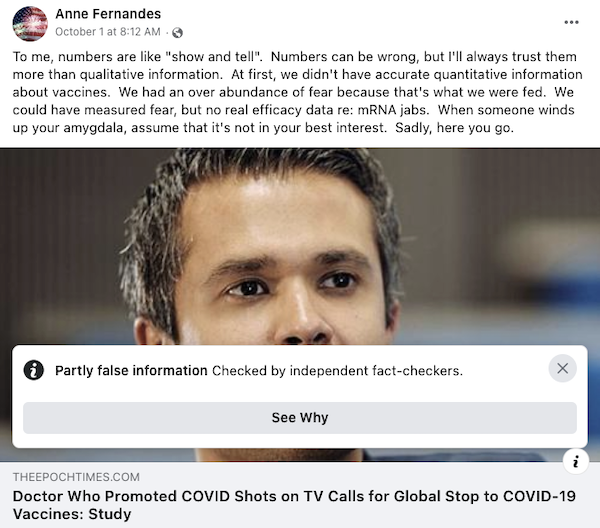 Anne Fernandes
October 1 at 8:12 AM ·
To me, numbers are like "show and tell".  Numbers can be wrong, but I'll always trust them
more than qualitative information.  At first, we didn't have accurate quantitative information
about vaccines.  We had an over abundance of fear because that's what we were fed.  We
could have measured fear, but no real efficacy data re: mRNA jabs.  When someone winds
up your amygdala, assume that it's not in your best interest.  Sadly, here you go.
Partly false information Checked by independent fact-checkers.
See Why
THEEPOCHTIMES.COM
Doctor Who Promoted COVID Shots on TV Calls for Global Stop to COVID-19
Vaccines: Study